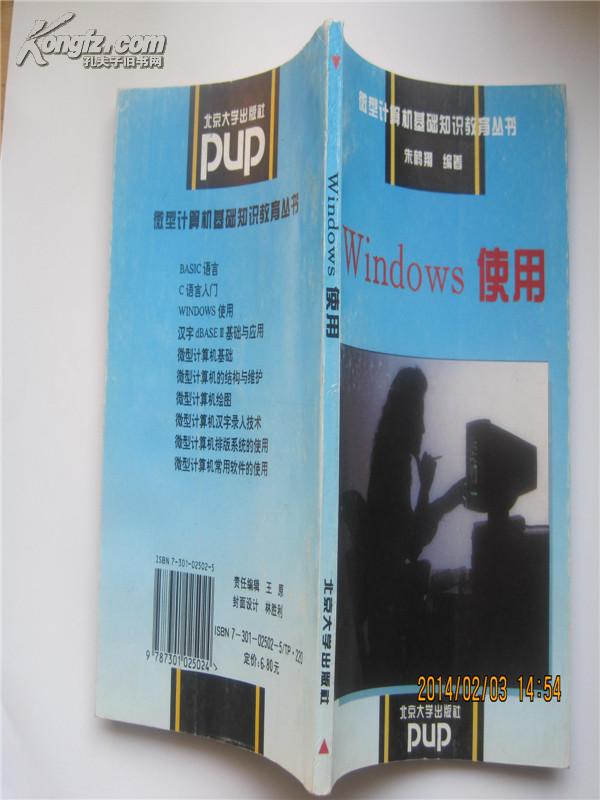 Kongfz.com
孔夫子旧书网
北京大学出版社
pup
微型计算机基础知识教育丛书
BASIC 语言
C 语言入门
WINDOWS 使用
汉字 dBASE Ⅲ 基础与应用
微型计算机基础
微型计算机的结构与维护
微型计算机绘图
微型计算机汉字录入技术
微型计算机排版系统的使用
微型计算机常用软件的使用
ISBN 7-301-02502-5
9 787301 025024 >
责任编辑 王 原
封面设计 林胜利
ISBN 7-301-02502-5/TP·220
定价:6.80元
Windows 使用
北京大学出版社
微型计算机基础知识教育丛书
朱鹤翔 编著
Windows 使用
北京大学出版社
pup
2014/02/03 14:54